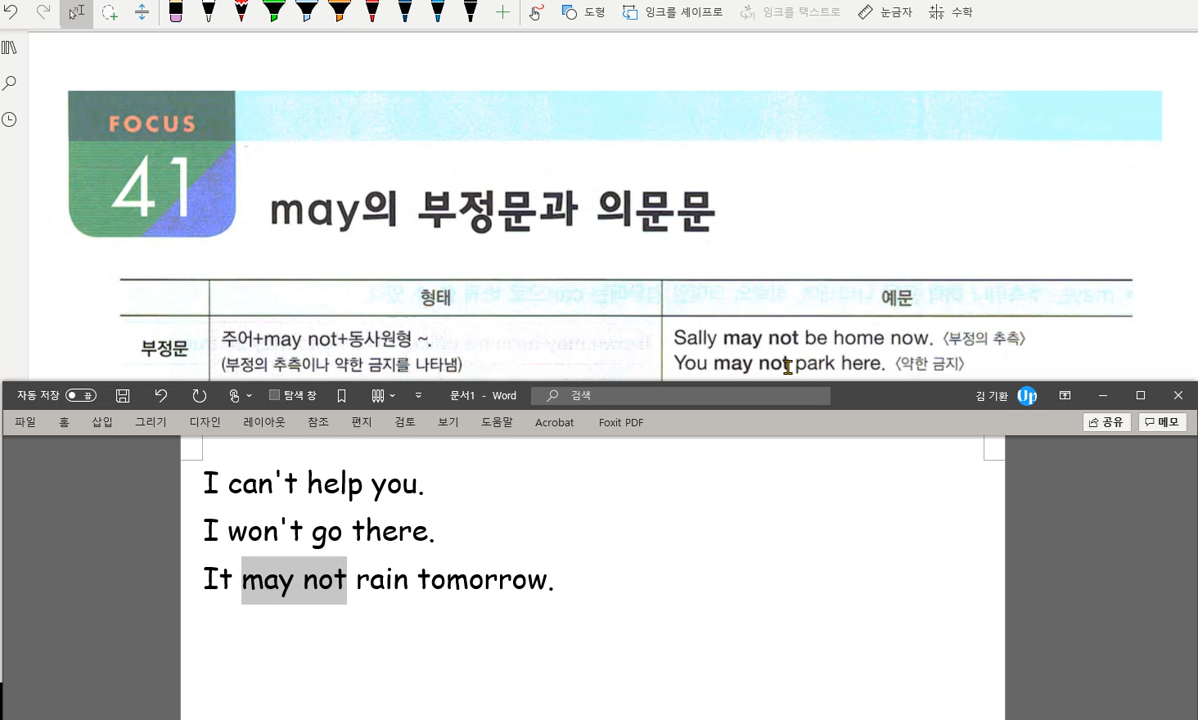 도형
잉크를 셰이프로
잉크를 텍스트로
눈금자
수학
FOCUS
41
may의 부정문과 의문문
형태
예문
부정문
주어+may not+동사원형 ~.
(부정의 추측이나 약한 금지를 나타냄)
Sally may not be home now. 〈부정의 추측〉
You may not park here. 〈약한 금지〉
자동 저장
끔
탐색 창
문서1 - Word
검색
김 기환
Up
파일 홈 삽입 그리기 디자인 레이아웃 참조 편지 검토 보기 도움말 Acrobat Foxit PDF
공유
메모
I can't help you.
I won't go there.
It may not rain tomorrow.